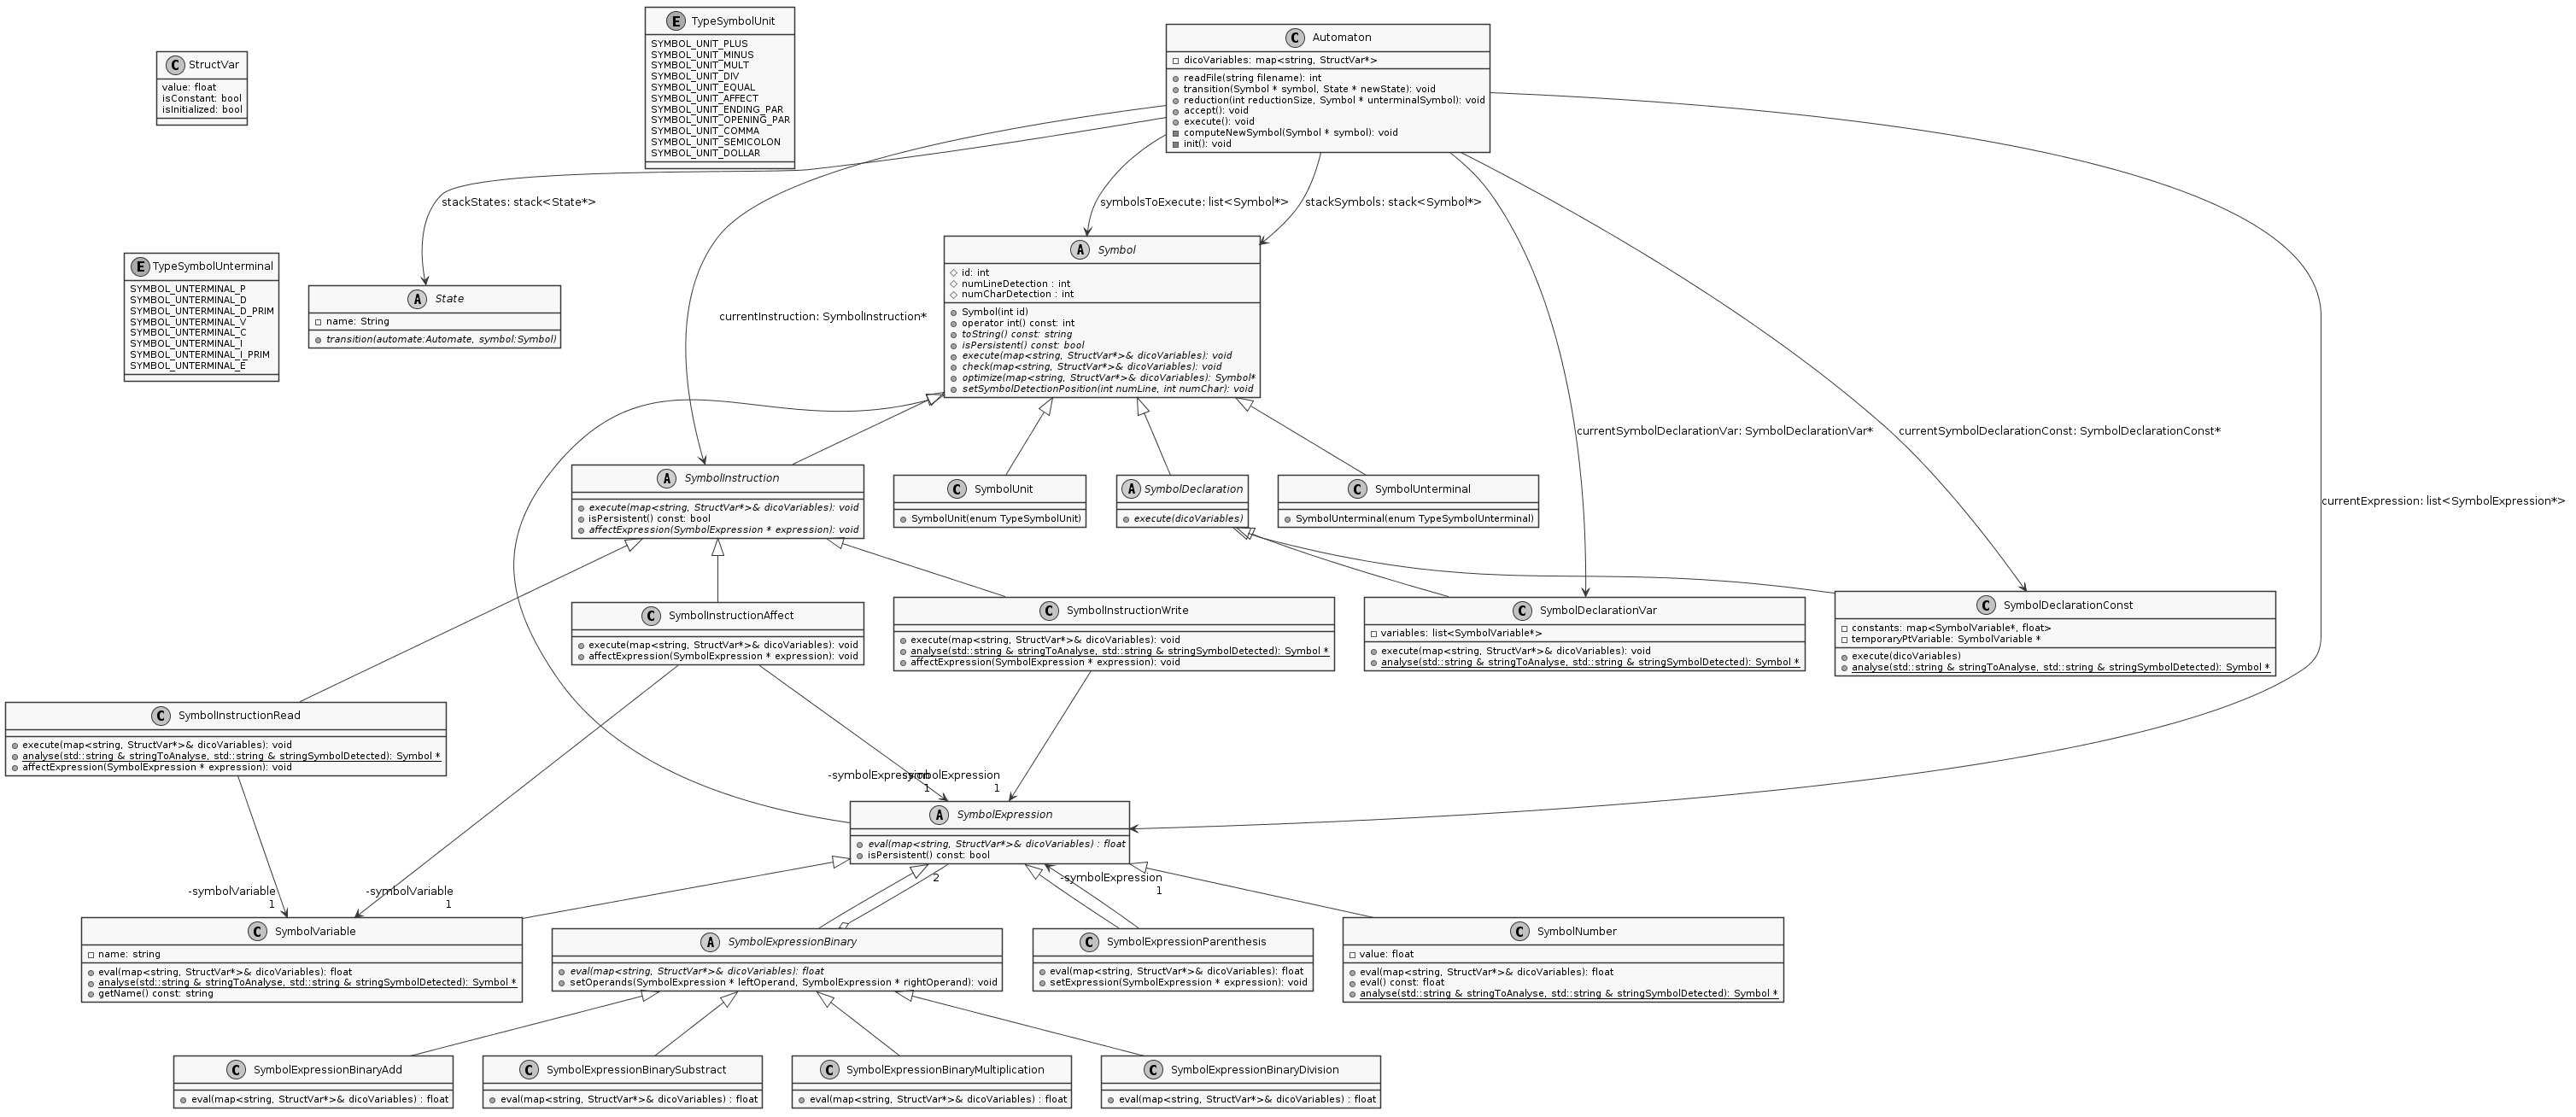 C StructVar
value: float
isConstant: bool
isInitialized: bool
E TypeSymbolUnit
SYMBOL_UNIT_PLUS
SYMBOL_UNIT_MINUS
SYMBOL_UNIT_MULT
SYMBOL_UNIT_DIV
SYMBOL_UNIT_EQUAL
SYMBOL_UNIT_AFFECT
SYMBOL_UNIT_ENDING_PAR
SYMBOL_UNIT_OPENING_PAR
SYMBOL_UNIT_COMMA
SYMBOL_UNIT_SEMICOLON
SYMBOL_UNIT_DOLLAR
C Automaton
dicoVariables: map<string, StructVar*>
readFile(string filename): int
transition(Symbol * symbol, State * newState): void
reduction(int reductionSize, Symbol * unterminalSymbol): void
accept(): void
execute(): void
computeNewSymbol(Symbol * symbol): void
init(): void
stackStates: stack<State*>
symbolsToExecute: list<Symbol*>
stackSymbols: stack<Symbol*>
E TypeSymbolUnterminal
SYMBOL_UNTERMINAL_P
SYMBOL_UNTERMINAL_D
SYMBOL_UNTERMINAL_D_PRIM
SYMBOL_UNTERMINAL_V
SYMBOL_UNTERMINAL_C
SYMBOL_UNTERMINAL_I
SYMBOL_UNTERMINAL_I_PRIM
SYMBOL_UNTERMINAL_E
A State
name: String
transition(automate:Automate, symbol:Symbol)
currentInstruction: SymbolInstruction*
A Symbol
id: int
numLineDetection : int
numCharDetection : int
Symbol(int id)
operator int() const: int
toString() const: string
isPersistent() const: bool
execute(map<string, StructVar*>& dicoVariables): void
check(map<string, StructVar*>& dicoVariables): void
optimize(map<string, StructVar*>& dicoVariables): Symbol*
setSymbolDetectionPosition(int numLine, int numChar): void
currentSymbolDeclarationVar: SymbolDeclarationVar*
currentSymbolDeclarationConst: SymbolDeclarationConst*
currentExpression: list<SymbolExpression*>
A SymbolInstruction
execute(map<string, StructVar*>& dicoVariables): void
isPersistent() const: bool
affectExpression(SymbolExpression * expression): void
C SymbolUnit
SymbolUnit(enum TypeSymbolUnit)
A SymbolDeclaration
execute(dicoVariables)
C SymbolUnterminal
SymbolUnterminal(enum TypeSymbolUnterminal)
C SymbolInstructionAffect
execute(map<string, StructVar*>& dicoVariables): void
affectExpression(SymbolExpression * expression): void
C SymbolInstructionWrite
execute(map<string, StructVar*>& dicoVariables): void
analyse(std::string & stringToAnalyse, std::string & stringSymbolDetected): Symbol *
affectExpression(SymbolExpression * expression): void
C SymbolDeclarationVar
variables: list<SymbolVariable*>
execute(map<string, StructVar*>& dicoVariables): void
analyse(std::string & stringToAnalyse, std::string & stringSymbolDetected): Symbol *
C SymbolDeclarationConst
constants: map<SymbolVariable*, float>
temporaryPtVariable: SymbolVariable *
execute(dicoVariables)
analyse(std::string & stringToAnalyse, std::string & stringSymbolDetected): Symbol *
C SymbolInstructionRead
execute(map<string, StructVar*>& dicoVariables): void
analyse(std::string & stringToAnalyse, std::string & stringSymbolDetected): Symbol *
affectExpression(SymbolExpression * expression): void
-symbolExpression
1
1
A SymbolExpression
eval(map<string, StructVar*>& dicoVariables) : float
isPersistent() const: bool
-symbolVariable
1
-symbolVariable
1
2
-symbolExpression
1
C SymbolVariable
name: string
eval(map<string, StructVar*>& dicoVariables): float
analyse(std::string & stringToAnalyse, std::string & stringSymbolDetected): Symbol *
getName() const: string
A SymbolExpressionBinary
eval(map<string, StructVar*>& dicoVariables): float
setOperands(SymbolExpression * leftOperand, SymbolExpression * rightOperand): void
C SymbolExpressionParenthesis
eval(map<string, StructVar*>& dicoVariables): float
setExpression(SymbolExpression * expression): void
C SymbolNumber
value: float
eval(map<string, StructVar*>& dicoVariables): float
eval() const: float
analyse(std::string & stringToAnalyse, std::string & stringSymbolDetected): Symbol *
C SymbolExpressionBinaryAdd
eval(map<string, StructVar*>& dicoVariables) : float
C SymbolExpressionBinarySubstract
eval(map<string, StructVar*>& dicoVariables) : float
C SymbolExpressionBinaryMultiplication
eval(map<string, StructVar*>& dicoVariables) : float
C SymbolExpressionBinaryDivision
eval(map<string, StructVar*>& dicoVariables) : float